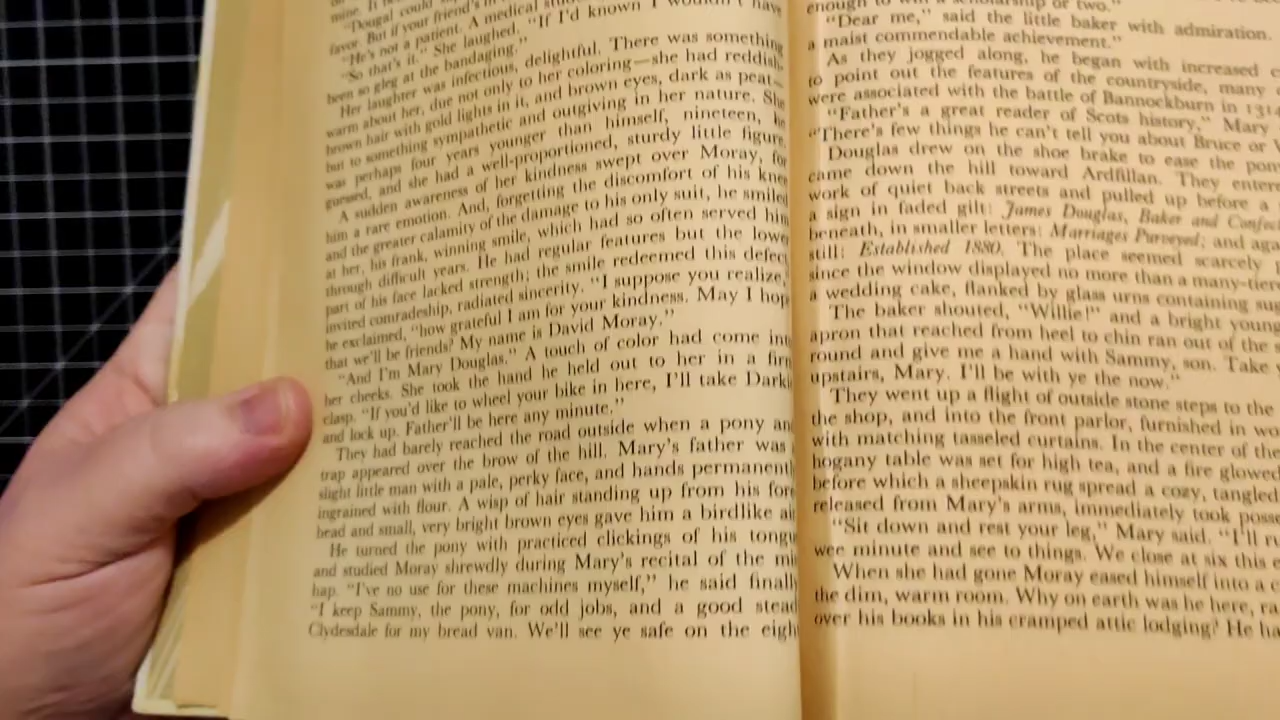 mine. It
"Dougal could
favor. But if your friend's in
"He's not a patient. A medical
"So that's it." She laughed. "If I'd known I wouldn't have
been so gleg at the bandaging."
Her laughter was infectious, delightful. There was something
warm about her, due not only to her coloring—she had reddish-
brown hair with gold lights in it, and brown eyes, dark as peat—
but to something sympathetic and outgiving in her nature. She
was perhaps four years younger than himself, nineteen, he
guessed, and she had a well-proportioned, sturdy little figure.
A sudden awareness of her kindness swept over Moray, for
him a rare emotion. And, forgetting the discomfort of his knee
and the greater calamity of the damage to his only suit, he smiled
at her, his frank, winning smile, which had so often served him
through difficult years. He had regular features but the lower
part of his face lacked strength; the smile redeemed this defect,
invited comradeship, radiated sincerity. "I suppose you realize,"
he exclaimed, "how grateful I am for your kindness. May I hop
that we'll be friends? My name is David Moray."
"And I'm Mary Douglas." A touch of color had come int
her cheeks. She took the hand he held out to her in a firm
clasp. "If you'd like to wheel your bike in here, I'll take Darki
and lock up. Father'll be here any minute."
They had barely reached the road outside when a pony an
trap appeared over the brow of the hill. Mary's father was
slight little man with a pale, perky face, and hands permanentl
ingrained with flour. A wisp of hair standing up from his fore
head and small, very bright brown eyes gave him a birdlike air
He turned the pony with practiced clickings of his tongu
and studied Moray shrewdly during Mary's recital of the mi
hap. "I've no use for these machines myself," he said finally
"I keep Sammy, the pony, for odd jobs, and a good stead
Clydesdale for my bread van. We'll see ye safe on the eigh
enough to win a scholarship or two."
"Dear me," said the little baker with admiration.
a maist commendable achievement."
As they jogged along, he began with increased
to point out the features of the countryside, many
were associated with the battle of Bannockburn in 1314
"Father's a great reader of Scots history," Mary
"There's few things he can't tell you about Bruce or
Douglas drew on the shoe brake to ease the pon
came down the hill toward Ardfillan. They entere
work of quiet back streets and pulled up before a
a sign in faded gilt: James Douglas, Baker and Confec
beneath, in smaller letters: Marriages Purveyed; and aga
still: Established 1880. The place seemed scarcely
since the window displayed no more than a many-tiere
a wedding cake, flanked by glass urns containing su
The baker shouted, "Willie!" and a bright young
apron that reached from heel to chin ran out of the s
round and give me a hand with Sammy, son. Take
upstairs, Mary. I'll be with ye the now."
They went up a flight of outside stone steps to the
the shop, and into the front parlor, furnished in wo
with matching tasseled curtains. In the center of the
hogany table was set for high tea, and a fire glowed
before which a sheepskin rug spread a cozy, tangled
released from Mary's arms, immediately took posse
"Sit down and rest your leg," Mary said. "I'll ru
wee minute and see to things. We close at six this e
When she had gone Moray eased himself into a c
the dim, warm room. Why on earth was he here, ra
over his books in his cramped attic lodging? He ha